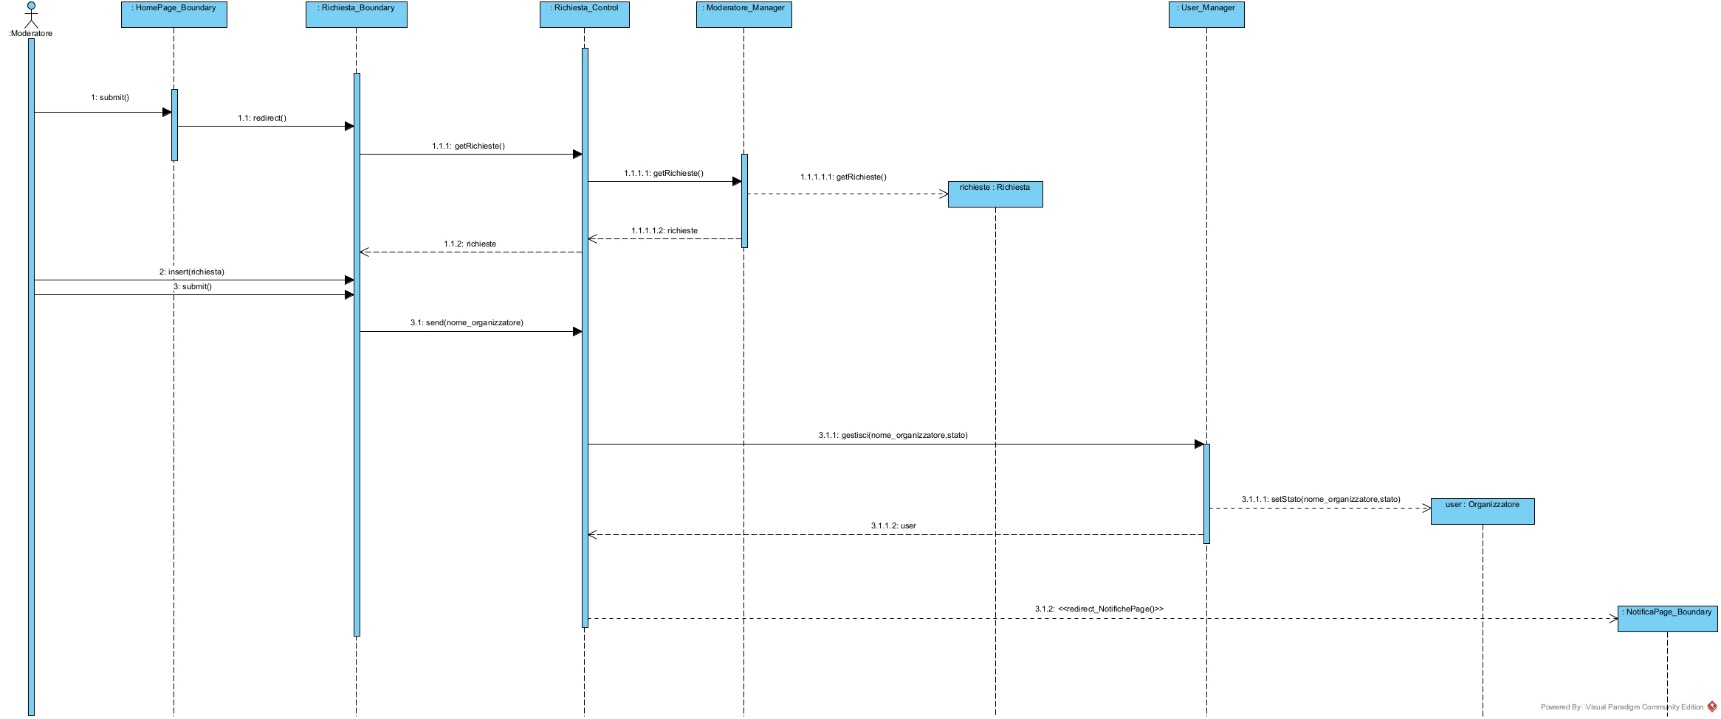 : HomePage_Boundary
: Richiesta_Boundary
: Richiesta_Control
: Moderatore_Manager
: User_Manager
:Moderatore
1: submit()
1.1: redirect()
1.1.1: getRichieste()
1.1.1.1: getRichieste()
1.1.1.1.1: getRichieste()
richieste : Richiesta
1.1.1.1.2: richieste
1.1.2: richieste
2: insert(richiesta)
3: submit()
3.1: send(nome_organizzatore)
3.1.1: gestisci(nome_organizzatore,stato)
3.1.1.1: setStato(nome_organizzatore,stato)
user : Organizzatore
3.1.1.2: user
3.1.2: <<redirect_NotifichePage()>>
: NotificaPage_Boundary
Powered By: Visual Paradigm Community Edition